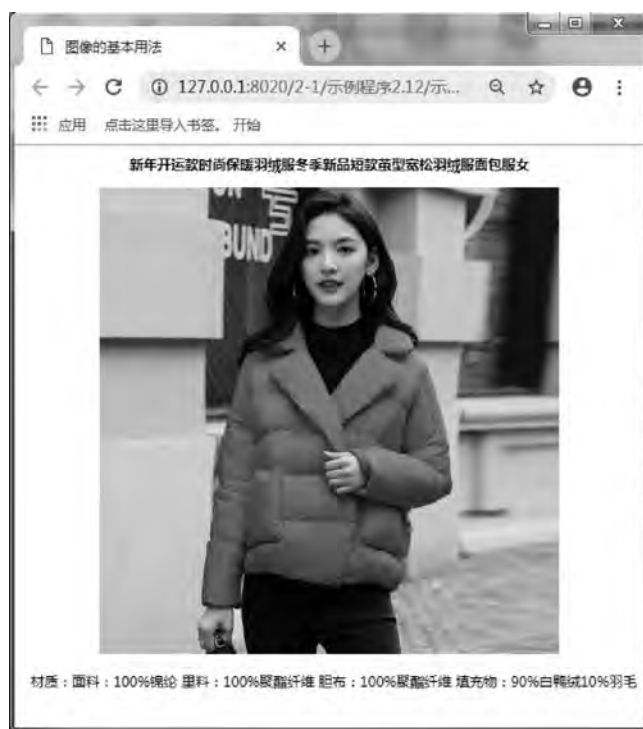 图像的基本用法
127.0.0.1:8020/2-1/示例程序2.12/示...
应用 点击这里导入书签。 开始
新年开运款时尚保暖羽绒服冬季新品短款茧型宽松羽绒服面包服女
号
BUND
材质：面料：100%锦纶 里料：100%聚酯纤维 胆布：100%聚酯纤维 填充物：90%白鸭绒10%羽毛